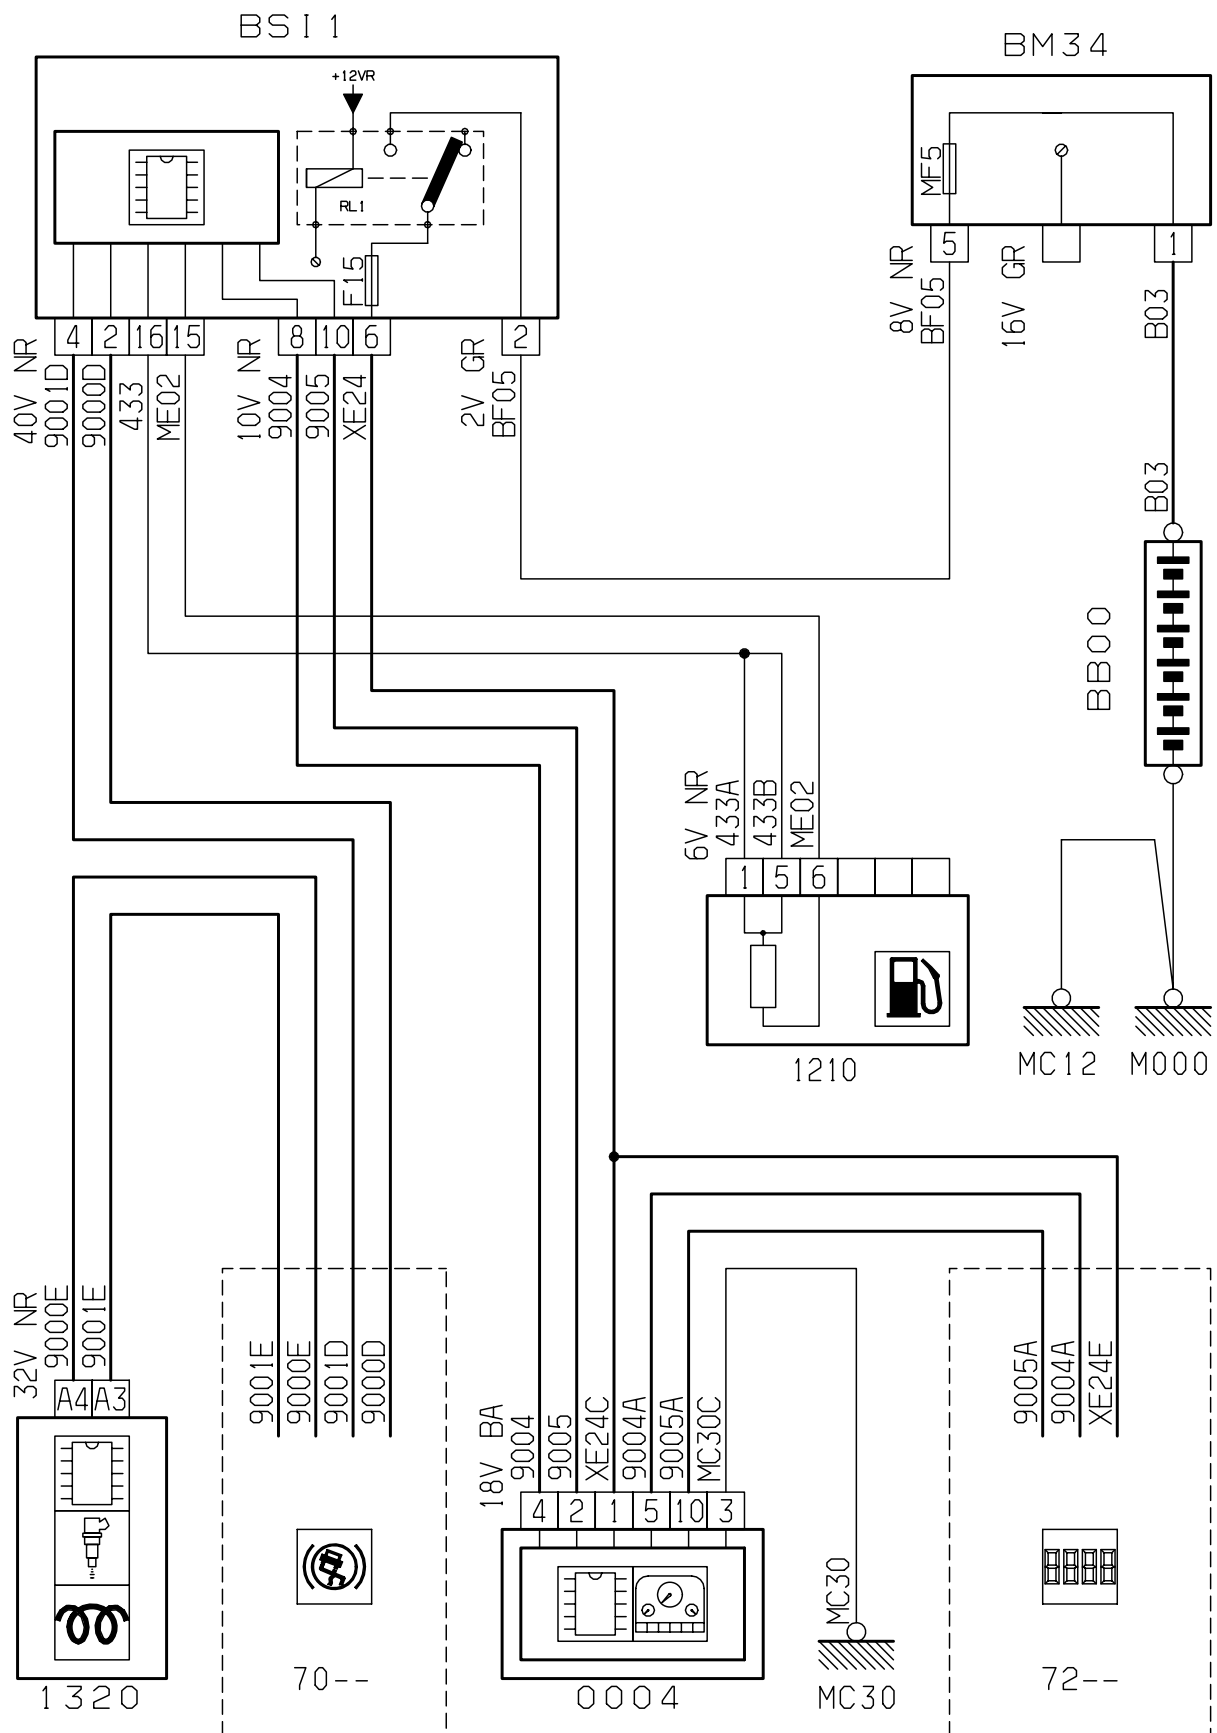 BSI1
BM34
+12VR
RL1
F15
MF5
5
1
8V NR
BF05
16V GR
B03
4
2
16
15
8
10
6
2
40V NR
9001D
9000D
433
ME02
10V NR
9004
9005
XE24
2V GR
BF05
B03
BB00
6V NR
433A
433B
ME02
1
5
6
1210
MC12
M000
32V NR
9000E
9001E
A4
A3
1320
9001E
9000E
9001D
9000D
70--
18V BA
9004
9005
XE24C
9004A
9005A
MC30C
4
2
1
5
10
3
0004
MC30
MC30
9005A
9004A
XE24E
72--